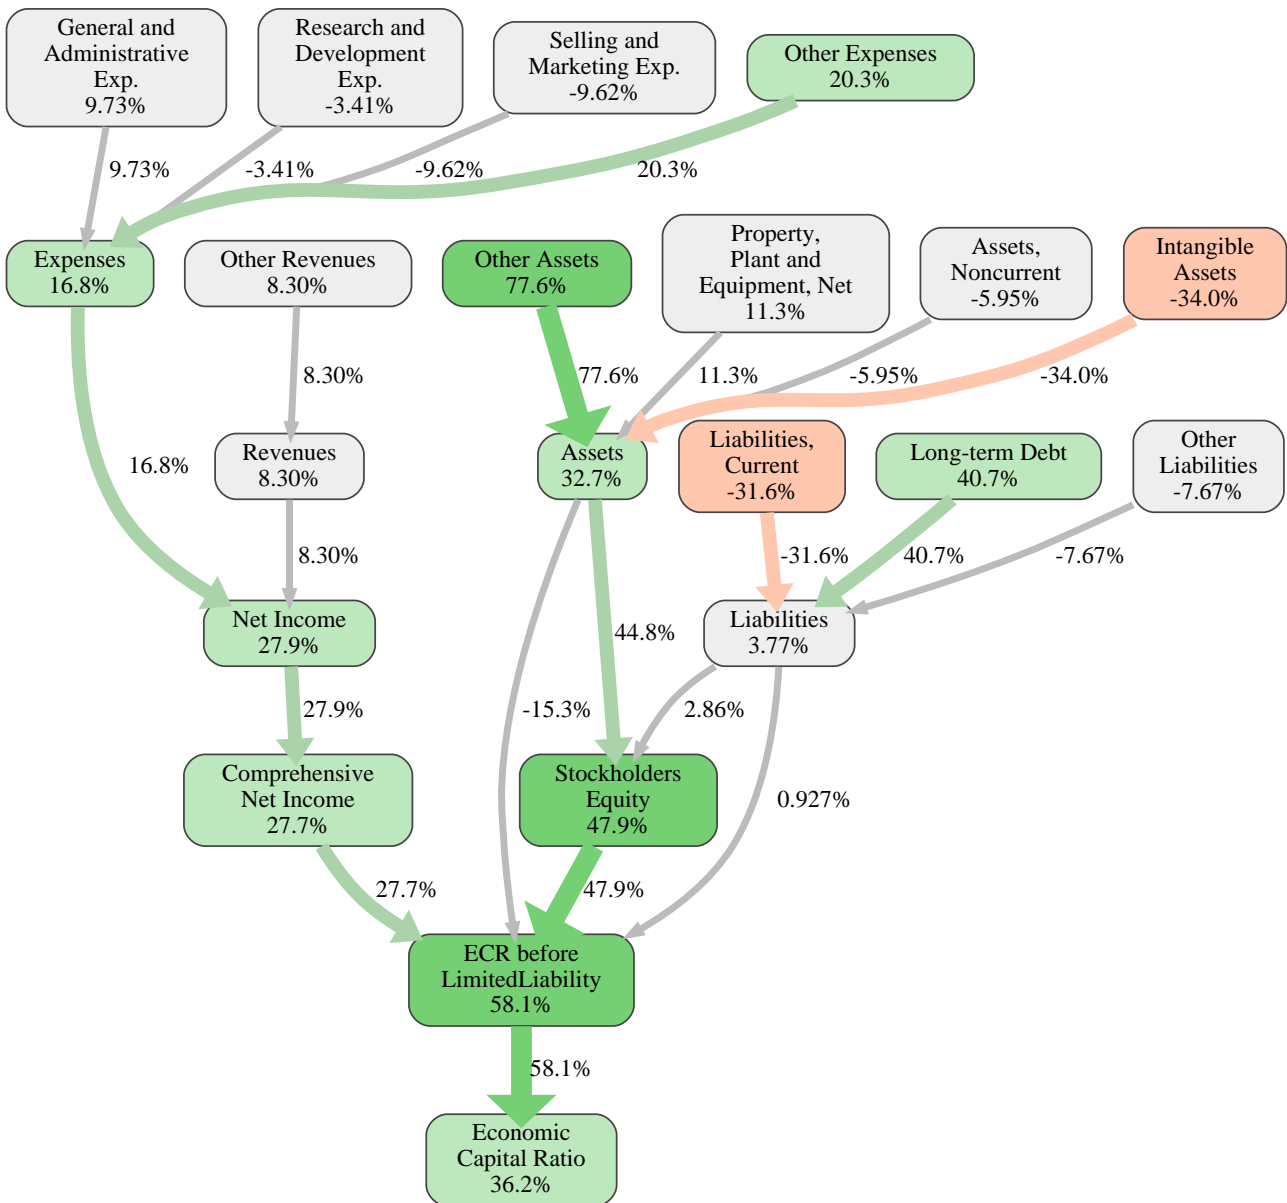 General and
Administrative
Exp.
9.73%
Research and
Development
Exp.
-3.41%
Selling and
Marketing Exp.
-9.62%
Other Expenses
20.3%
9.73%
-3.41%
-9.62%
20.3%
Expenses
16.8%
Other Revenues
8.30%
Other Assets
77.6%
Property,
Plant and
Equipment, Net
11.3%
Assets,
Noncurrent
-5.95%
Intangible
Assets
-34.0%
8.30%
77.6%
11.3%
-5.95%
-34.0%
16.8%
Revenues
8.30%
Assets
32.7%
Liabilities,
Current
-31.6%
Long-term Debt
40.7%
Other
Liabilities
-7.67%
8.30%
-31.6%
40.7%
-7.67%
Net Income
27.9%
44.8%
Liabilities
3.77%
27.9%
-15.3%
2.86%
Comprehensive
Net Income
27.7%
Stockholders
Equity
47.9%
0.927%
27.7%
47.9%
ECR before
LimitedLiability
58.1%
58.1%
Economic
Capital Ratio
36.2%